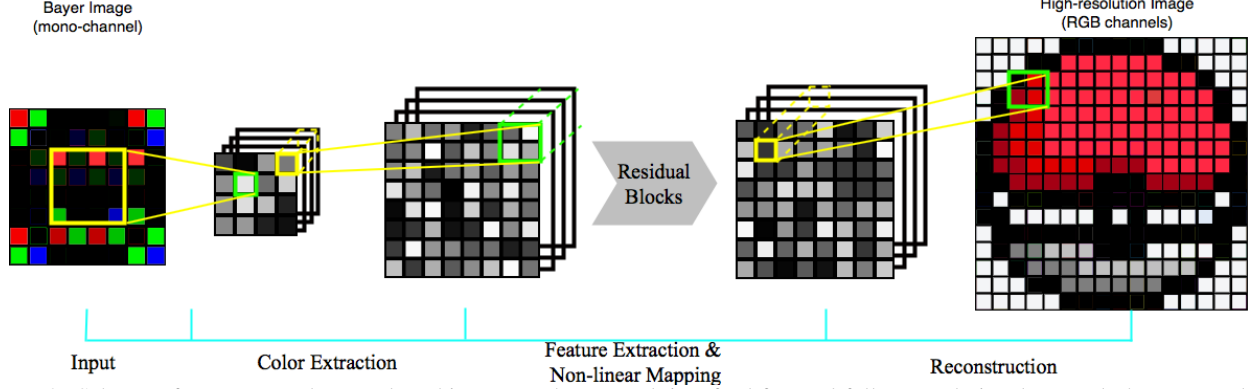 Bayer Image
(mono-channel)
High-resolution Image
(RGB channels)
Residual
Blocks
Input
Color Extraction
Feature Extraction &
Non-linear Mapping
Reconstruction